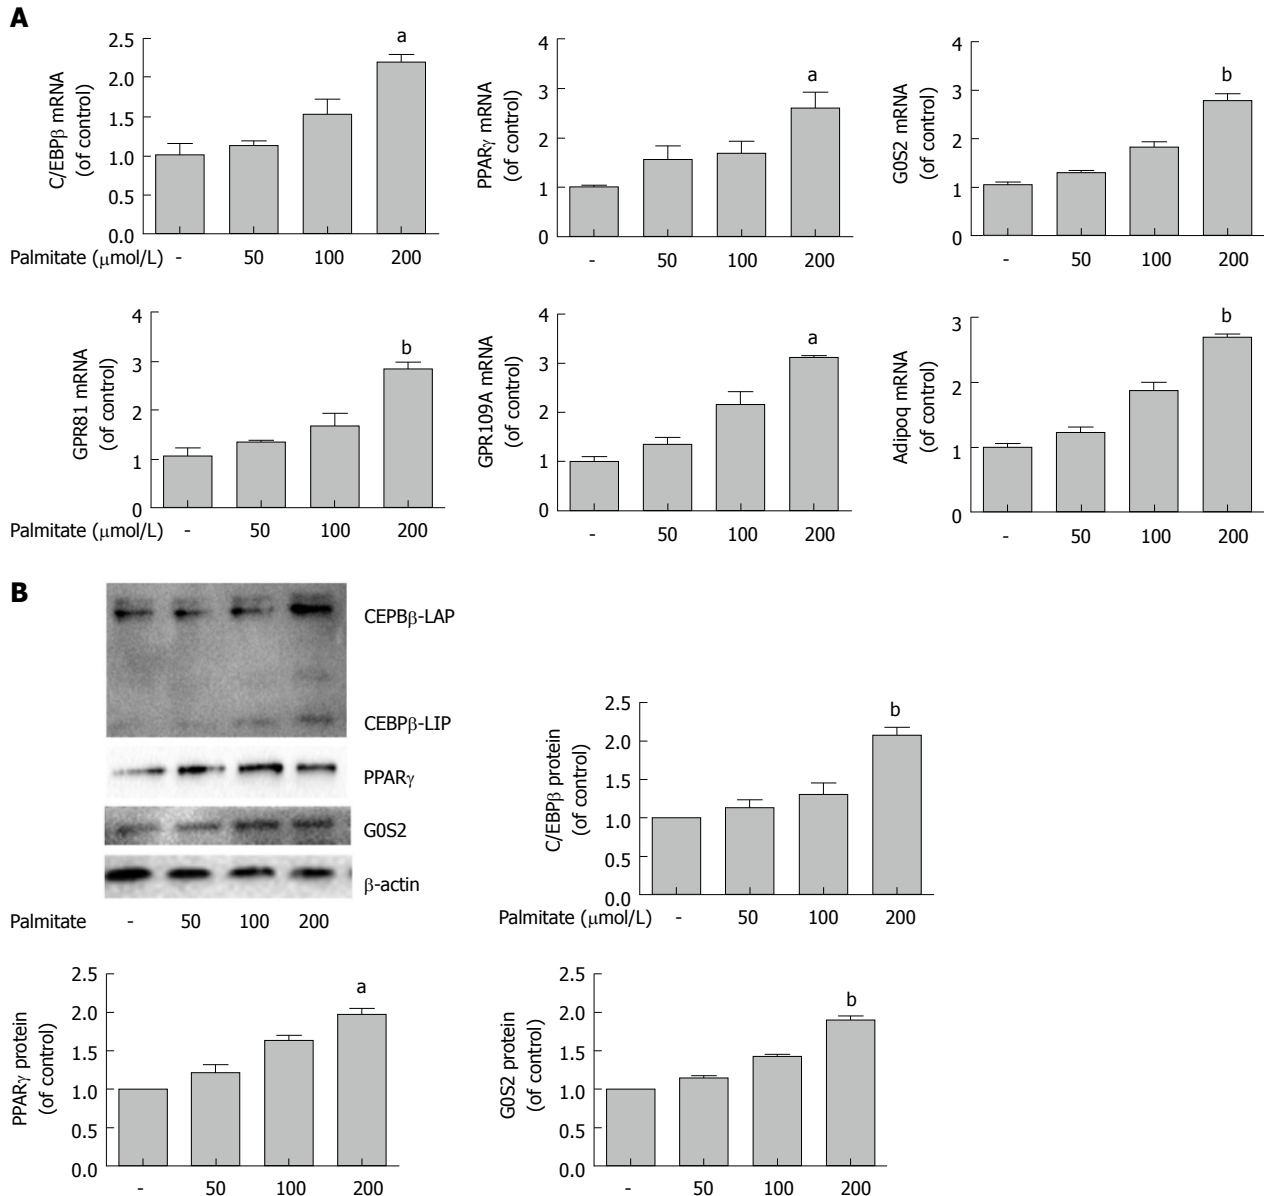 A
C/EBPβ mRNA
(of control)
2.5
2.0
1.5
1.0
0.5
0.0
a
Palmitate (μmol/L) - 50 100 200
PPARγ mRNA
(of control)
4
3
2
1
0
a
- 50 100 200
G0S2 mRNA
(of control)
4
3
2
1
0
b
- 50 100 200
GPR81 mRNA
(of control)
4
3
2
1
0
b
Palmitate (μmol/L) - 50 100 200
GPR109A mRNA
(of control)
4
3
2
1
0
a
- 50 100 200
Adipoq mRNA
(of control)
3
2
1
0
b
- 50 100 200
B
CEPBβ-LAP
CEBPβ-LIP
PPARγ
G0S2
β-actin
Palmitate - 50 100 200
C/EBPβ protein
(of control)
2.5
2.0
1.5
1.0
0.5
0.0
b
Palmitate (μmol/L) - 50 100 200
PPARγ protein
(of control)
2.5
2.0
1.5
1.0
0.5
0.0
a
- 50 100 200
G0S2 protein
(of control)
2.5
2.0
1.5
1.0
0.5
0.0
b
- 50 100 200